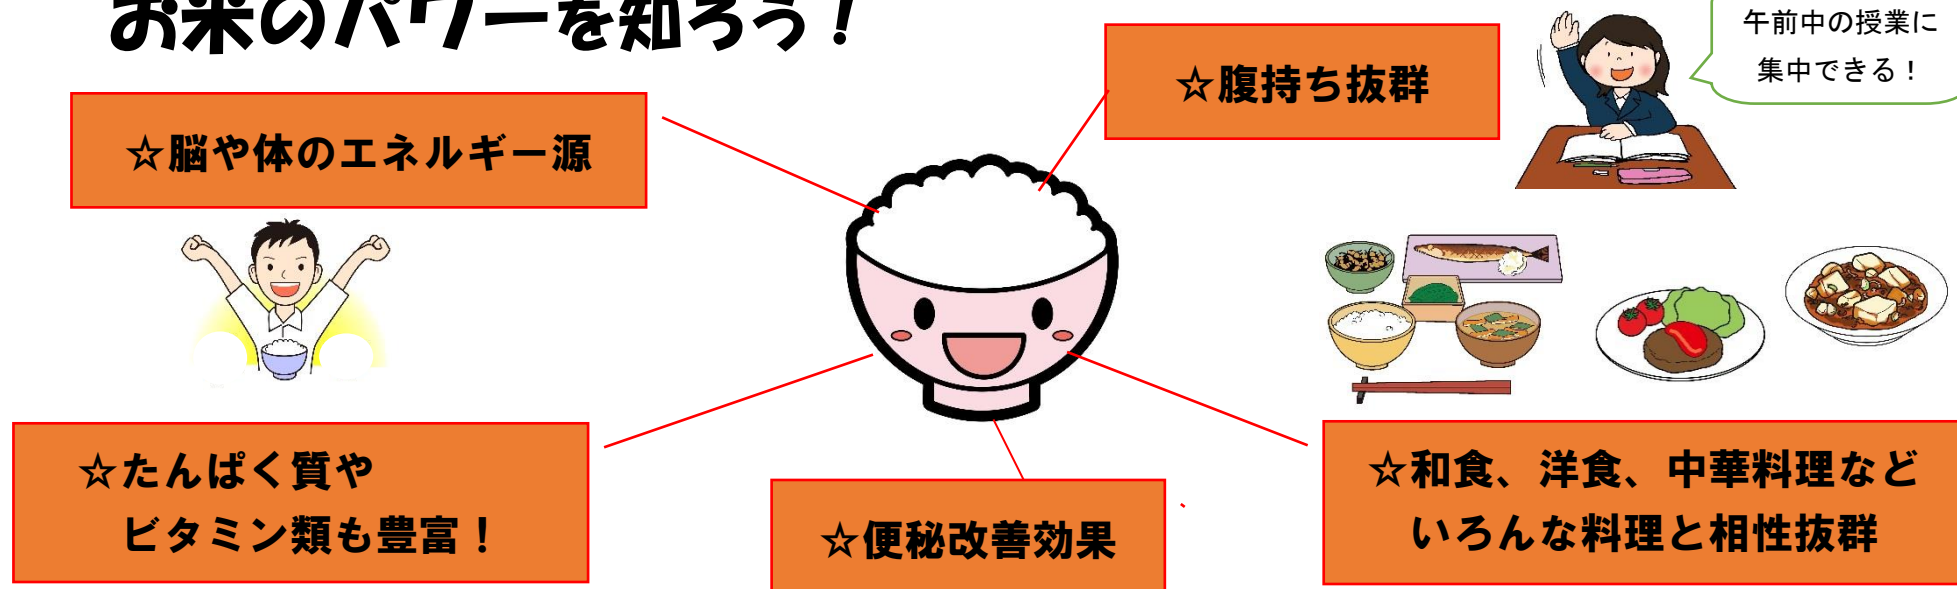 お米のパワーを知ろう！
午前中の授業に
集中できる！
☆腹持ち抜群
☆脳や体のエネルギー源
☆たんぱく質や
ビタミン類も豊富！
☆便秘改善効果
☆和食、洋食、中華料理など
いろんな料理と相性抜群